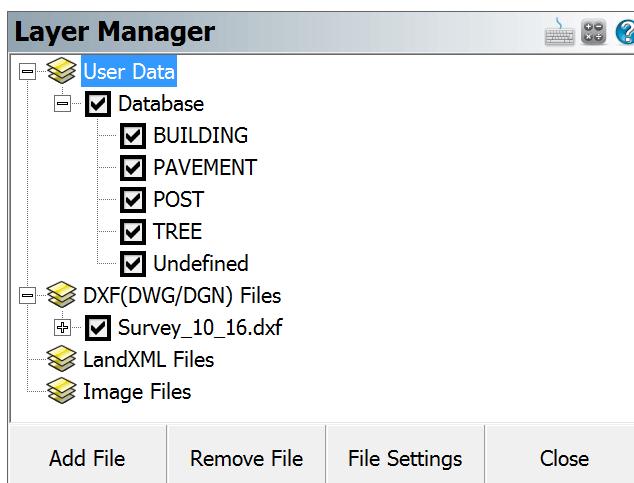 Layer Manager
User Data
Database
BUILDING
PAVEMENT
POST
TREE
Undefined
DXF(DWG/DGN) Files
Survey_10_16.dxf
LandXML Files
Image Files
Add File
Remove File
File Settings
Close